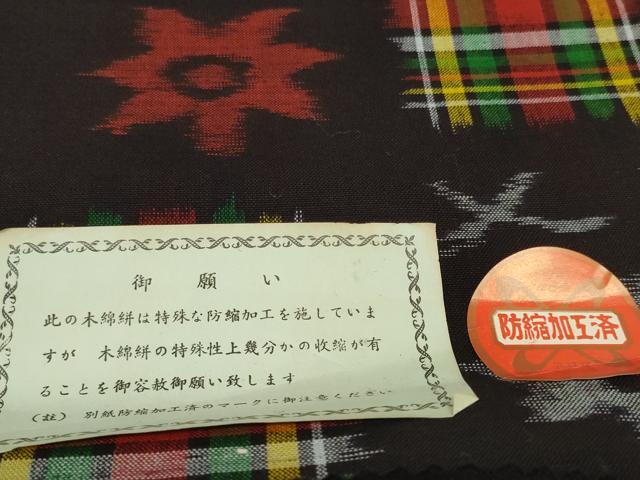 御願い
此の木綿絣は特殊な防縮加工を施していま
すが 木綿絣の特殊性上幾分かの収縮が有
ることを御容赦御願い致します
(註) 別紙防縮加工済のマークに御注意ください
防縮加工済